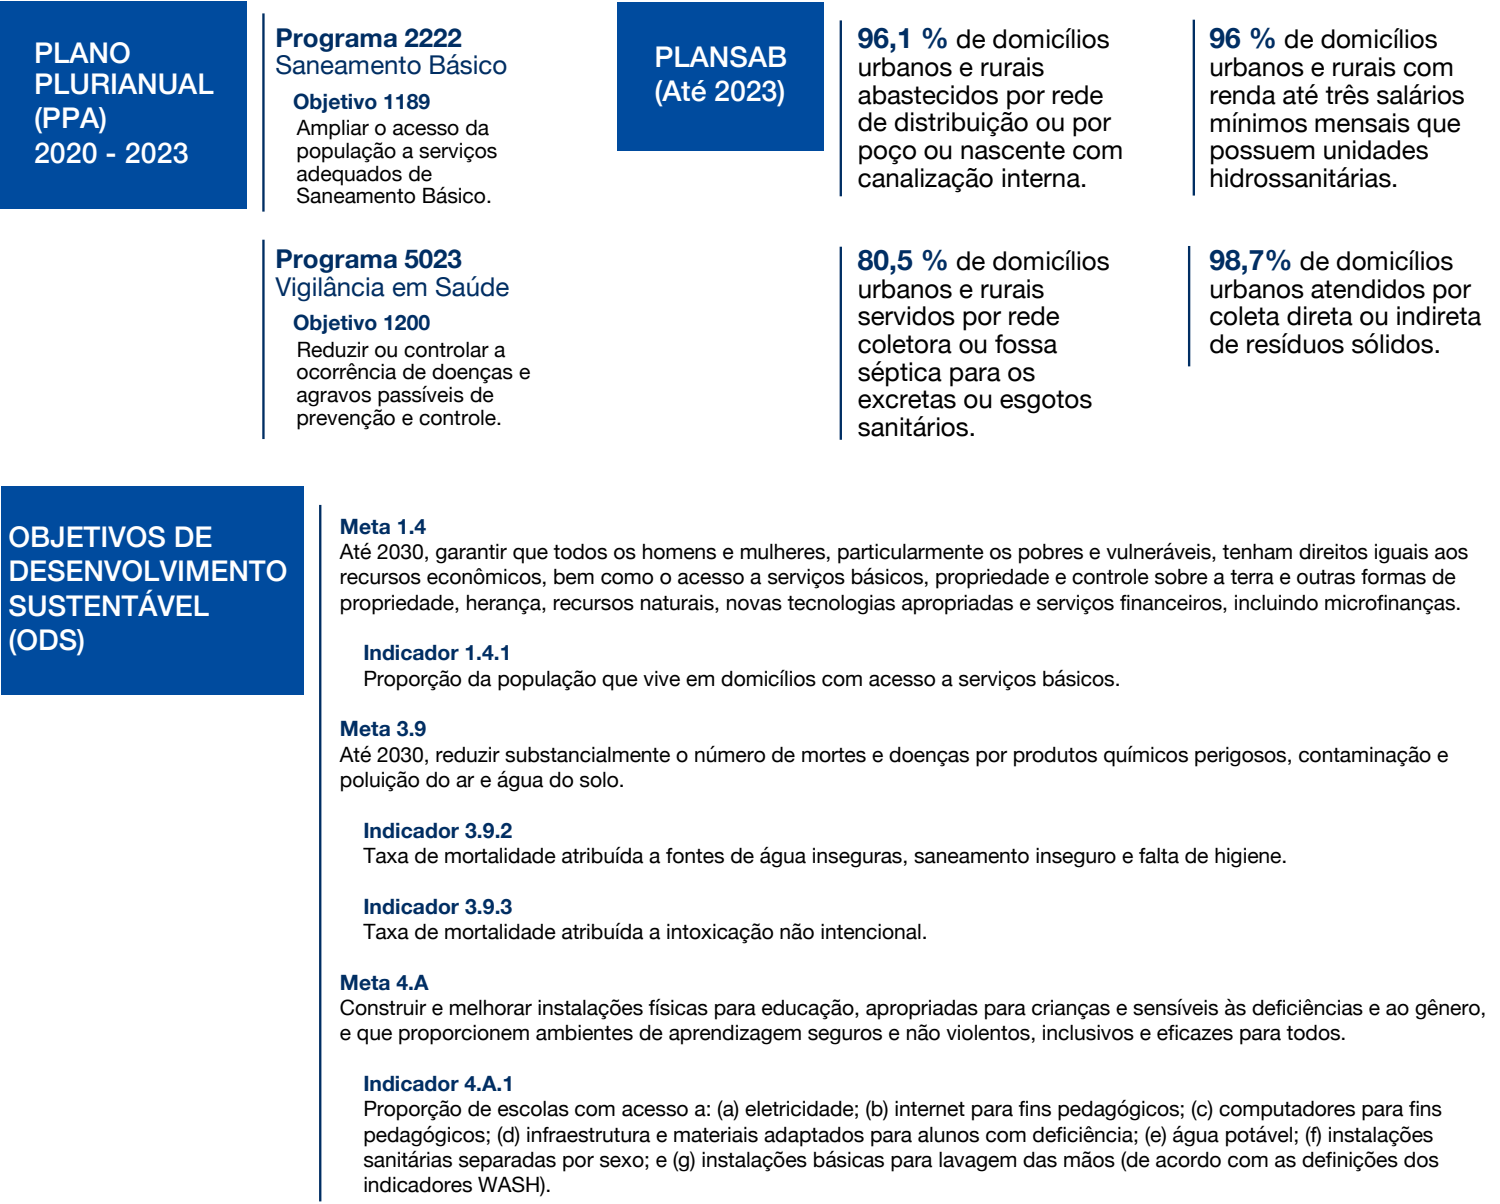 PLANO
PLURIANUAL
(PPA)
2020 - 2023
Programa 2222
Saneamento Básico
Objetivo 1189
Ampliar o acesso da
população a serviços
adequados de
Saneamento Básico.
Programa 5023
Vigilância em Saúde
Objetivo 1200
Reduzir ou controlar a
ocorrência de doenças e
agravos passíveis de
prevenção e controle.
PLANSAB
(Até 2023)
96,1 % de domicílios
urbanos e rurais
abastecidos por rede
de distribuição ou por
poço ou nascente com
canalização interna.
96 % de domicílios
urbanos e rurais com
renda até três salários
mínimos mensais que
possuem unidades
hidrossanitárias.
80,5 % de domicílios
urbanos e rurais
servidos por rede
coletora ou fossa
séptica para os
excretas ou esgotos
sanitários.
98,7% de domicílios
urbanos atendidos por
coleta direta ou indireta
de resíduos sólidos.
OBJETIVOS DE
DESENVOLVIMENTO
SUSTENTÁVEL
(ODS)
Meta 1.4
Até 2030, garantir que todos os homens e mulheres, particularmente os pobres e vulneráveis, tenham direitos iguais aos
recursos econômicos, bem como o acesso a serviços básicos, propriedade e controle sobre a terra e outras formas de
propriedade, herança, recursos naturais, novas tecnologias apropriadas e serviços financeiros, incluindo microfinanças.
Indicador 1.4.1
Proporção da população que vive em domicílios com acesso a serviços básicos.
Meta 3.9
Até 2030, reduzir substancialmente o número de mortes e doenças por produtos químicos perigosos, contaminação e
poluição do ar e água do solo.
Indicador 3.9.2
Taxa de mortalidade atribuída a fontes de água inseguras, saneamento inseguro e falta de higiene.
Indicador 3.9.3
Taxa de mortalidade atribuída a intoxicação não intencional.
Meta 4.A
Construir e melhorar instalações físicas para educação, apropriadas para crianças e sensíveis às deficiências e ao gênero,
e que proporcionem ambientes de aprendizagem seguros e não violentos, inclusivos e eficazes para todos.
Indicador 4.A.1
Proporção de escolas com acesso a: (a) eletricidade; (b) internet para fins pedagógicos; (c) computadores para fins
pedagógicos; (d) infraestrutura e materiais adaptados para alunos com deficiência; (e) água potável; (f) instalações
sanitárias separadas por sexo; e (g) instalações básicas para lavagem das mãos (de acordo com as definições dos
indicadores WASH).